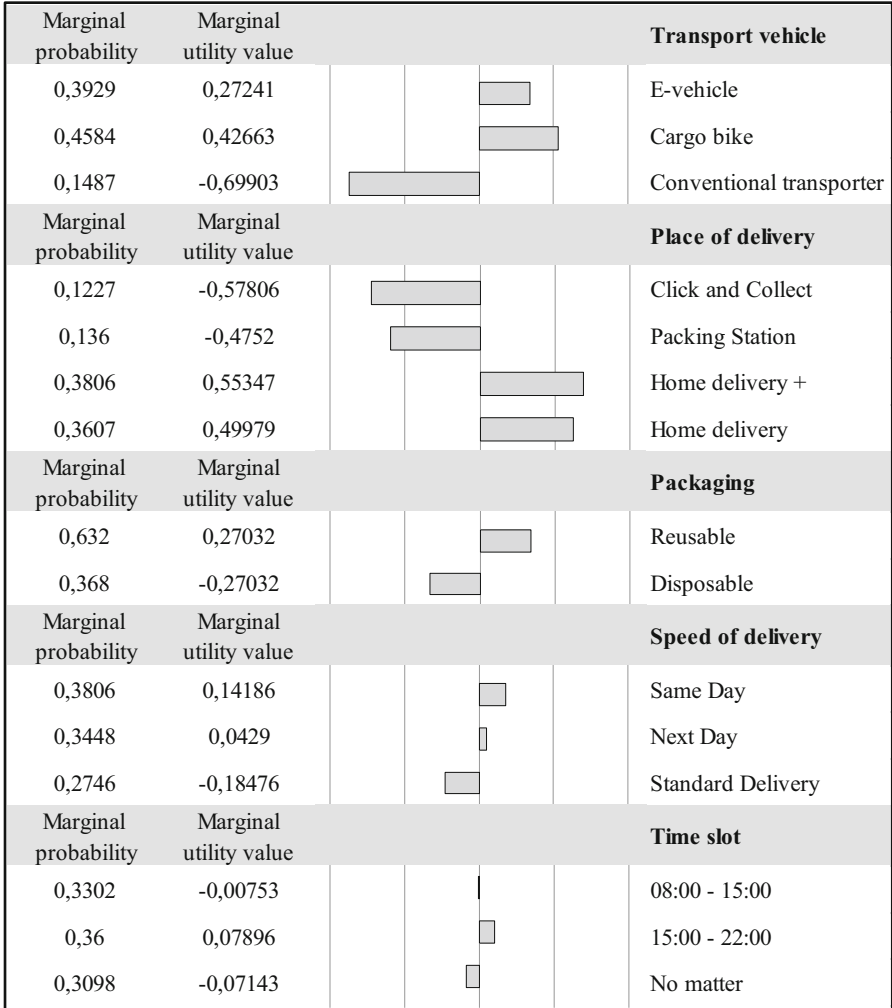 Marginal probability Marginal utility value Transport vehicle
0,3929 0,27241 E-vehicle
0,4584 0,42663 Cargo bike
0,1487 -0,69903 Conventional transporter
Marginal probability Marginal utility value Place of delivery
0,1227 -0,57806 Click and Collect
0,136 -0,4752 Packing Station
0,3806 0,55347 Home delivery +
0,3607 0,49979 Home delivery
Marginal probability Marginal utility value Packaging
0,632 0,27032 Reusable
0,368 -0,27032 Disposable
Marginal probability Marginal utility value Speed of delivery
0,3806 0,14186 Same Day
0,3448 0,0429 Next Day
0,2746 -0,18476 Standard Delivery
Marginal probability Marginal utility value Time slot
0,3302 -0,00753 08:00 - 15:00
0,36 0,07896 15:00 - 22:00
0,3098 -0,07143 No matter